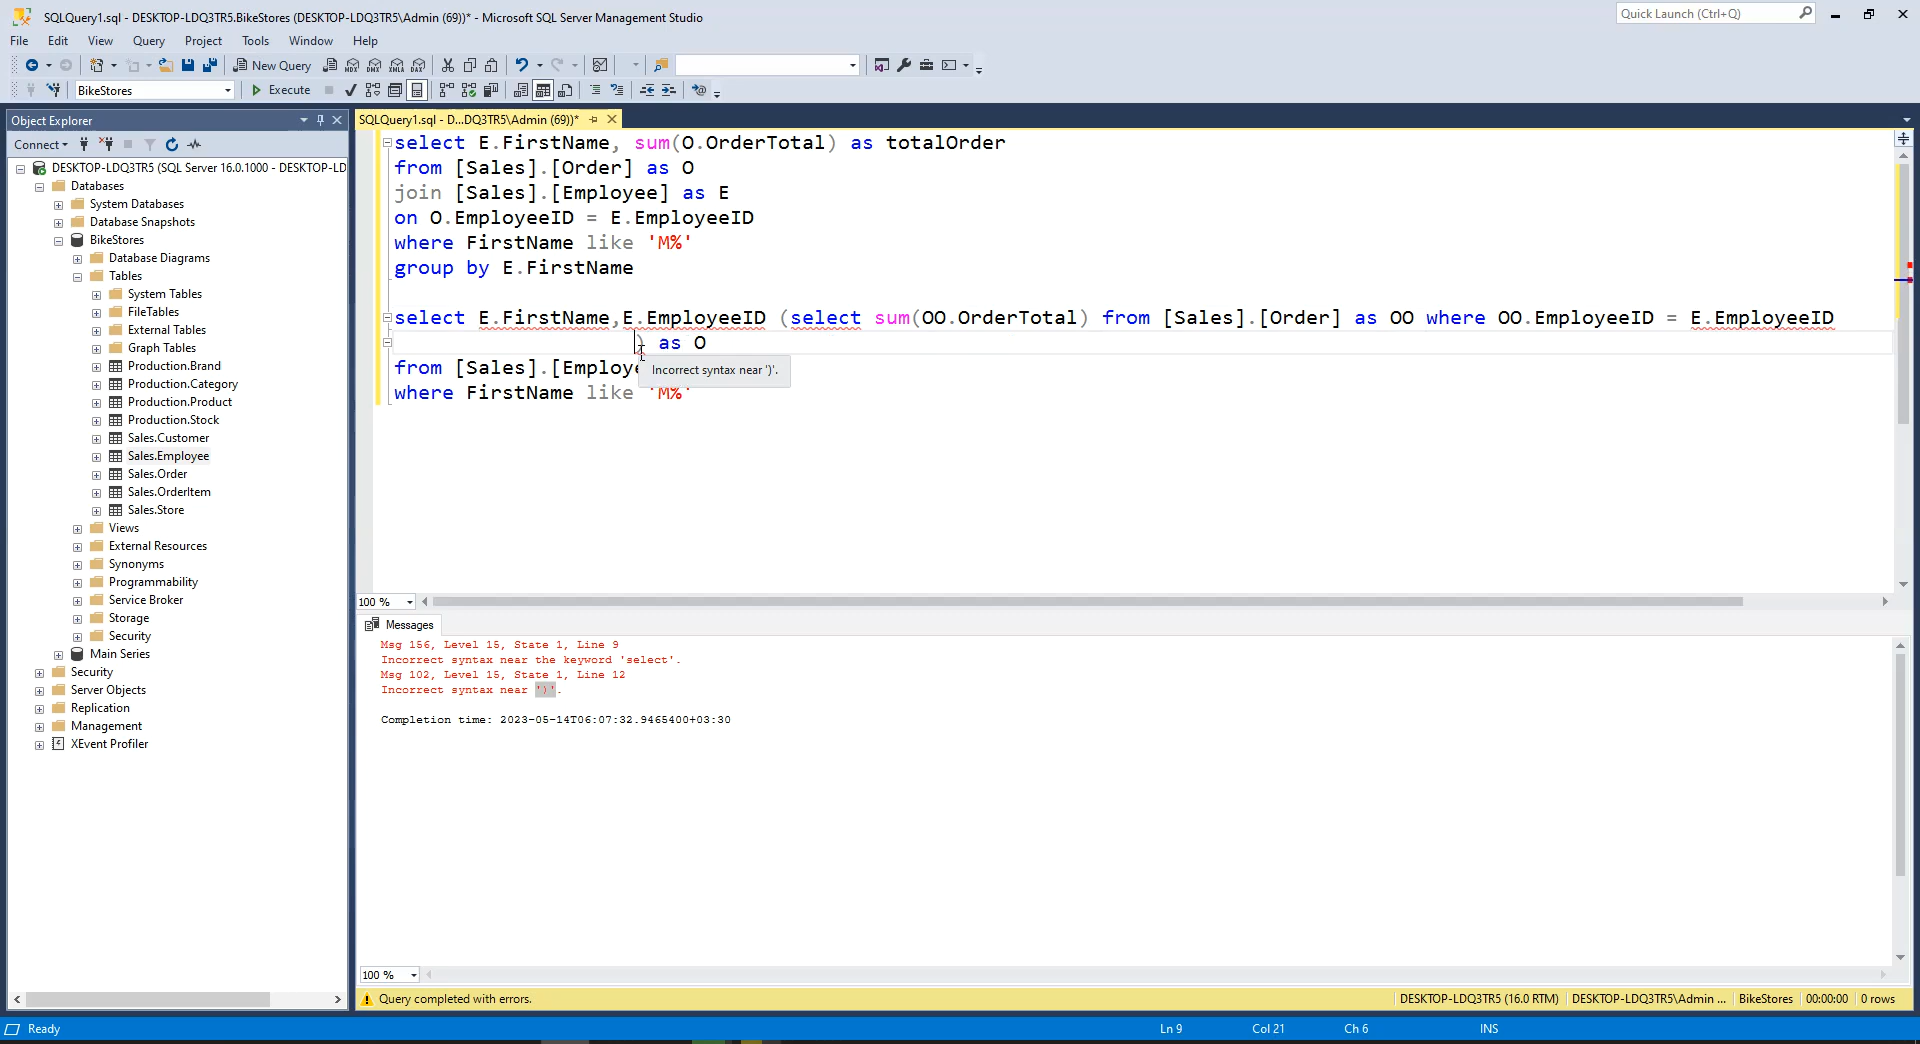 SQLQuery1.sql - DESKTOP-LDQ3TR5.BikeStores (DESKTOP-LDQ3TR5\Admin (69))* - Microsoft SQL Server Management Studio
Quick Launch (Ctrl+Q)
File Edit View Query Project Tools Window Help
New Query
MDX DMX XMLA DAX
BikeStores
Execute
Object Explorer
SQLQuery1.sql - D...DQ3TR5\Admin (69))*
Connect
DESKTOP-LDQ3TR5 (SQL Server 16.0.1000 - DESKTOP-LD
Databases
System Databases
Database Snapshots
BikeStores
Database Diagrams
Tables
System Tables
FileTables
External Tables
Graph Tables
Production.Brand
Production.Category
Production.Product
Production.Stock
Sales.Customer
Sales.Employee
Sales.Order
Sales.OrderItem
Sales.Store
Views
External Resources
Synonyms
Programmability
Service Broker
Storage
Security
Main Series
Security
Server Objects
Replication
Management
XEvent Profiler
select E.FirstName, sum(O.OrderTotal) as totalOrder
from [Sales].[Order] as O
join [Sales].[Employee] as E
on O.EmployeeID = E.EmployeeID
where FirstName like 'M%'
group by E.FirstName
select E.FirstName,E.EmployeeID (select sum(OO.OrderTotal) from [Sales].[Order] as OO where OO.EmployeeID = E.EmployeeID
) as O
from [Sales].[Employe
Incorrect syntax near ')'.
where FirstName like 'M%'
100 %
Messages
Msg 156, Level 15, State 1, Line 9
Incorrect syntax near the keyword 'select'.
Msg 102, Level 15, State 1, Line 12
Incorrect syntax near ')'.
Completion time: 2023-05-14T06:07:32.9465400+03:30
100 %
Query completed with errors.
DESKTOP-LDQ3TR5 (16.0 RTM) DESKTOP-LDQ3TR5\Admin ... BikeStores 00:00:00 0 rows
Ready
Ln 9 Col 21 Ch 6 INS